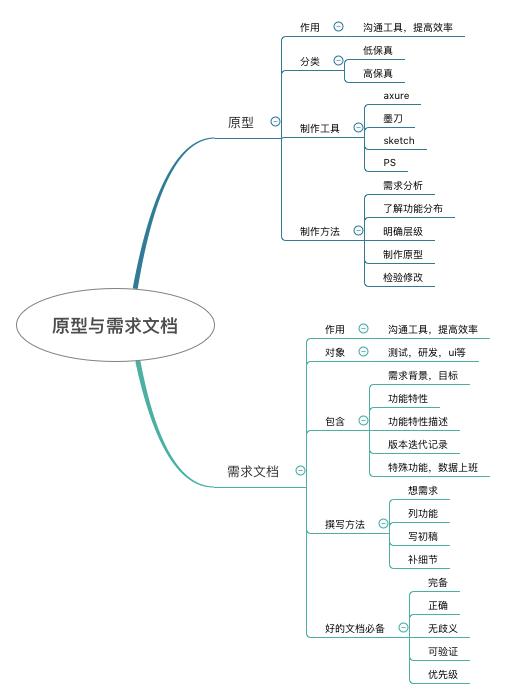 原型与需求文档
原型
作用
沟通工具，提高效率
分类
低保真
高保真
制作工具
axure
墨刀
sketch
PS
制作方法
需求分析
了解功能分布
明确层级
制作原型
检验修改
需求文档
作用
沟通工具，提高效率
对象
测试，研发，ui等
包含
需求背景，目标
功能特性
功能特性描述
版本迭代记录
特殊功能，数据上班
撰写方法
想需求
列功能
写初稿
补细节
好的文档必备
完备
正确
无歧义
可验证
优先级